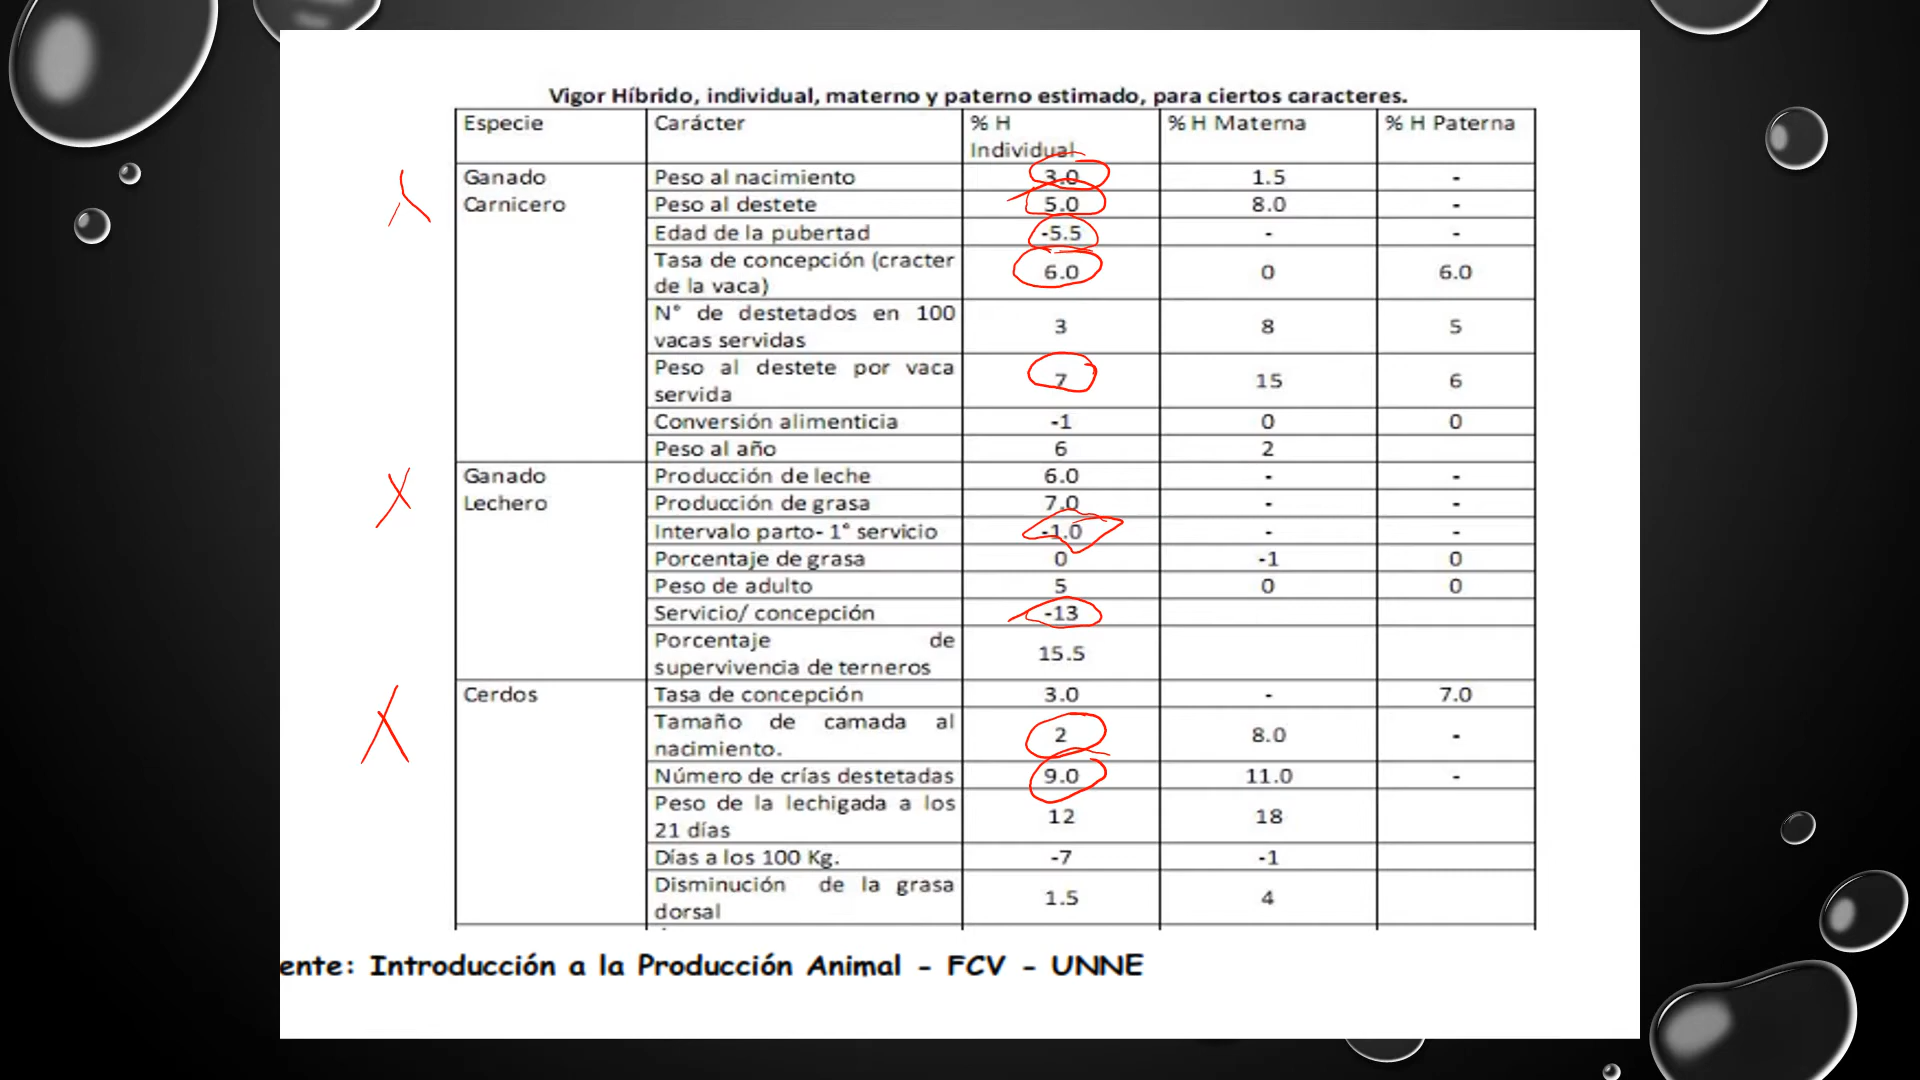 Vigor Híbrido, individual, materno y paterno estimado, para ciertos caracteres.
Especie Carácter % H Individual % H Materna % H Paterna
Ganado Carnicero Peso al nacimiento 3.0 1.5 -
Peso al destete 5.0 8.0 -
Edad de la pubertad -5.5 - -
Tasa de concepción (cracter de la vaca) 6.0 0 6.0
N° de destetados en 100 vacas servidas 3 8 5
Peso al destete por vaca servida 7 15 6
Conversión alimenticia -1 0 0
Peso al año 6 2
Ganado Lechero Producción de leche 6.0 - -
Producción de grasa 7.0 - -
Intervalo parto- 1° servicio -1.0 - -
Porcentaje de grasa 0 -1 0
Peso de adulto 5 0 0
Servicio/ concepción -13
Porcentaje de supervivencia de terneros 15.5
Cerdos Tasa de concepción 3.0 - 7.0
Tamaño de camada al nacimiento. 2 8.0 -
Número de crías destetadas 9.0 11.0 -
Peso de la lechigada a los 21 días 12 18
Días a los 100 Kg. -7 -1
Disminución de la grasa dorsal 1.5 4
ente: Introducción a la Producción Animal - FCV - UNNE